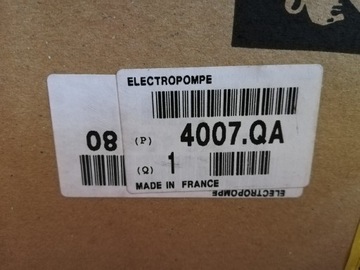 ELECTROPOMPE
(P) 4007.QA
(Q) 1
MADE IN FRANCE
08
ELECTROPOMPE